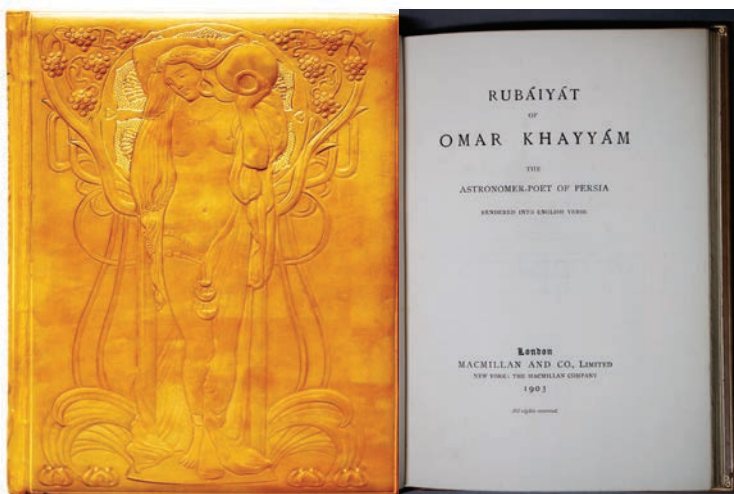 RUBÁIYÁT
OF
OMAR KHAYYÁM
THE
ASTRONOMER-POET OF PERSIA
RENDERED INTO ENGLISH VERSE
London
MACMILLAN AND CO., LIMITED
NEW YORK: THE MACMILLAN COMPANY
1903
All rights reserved